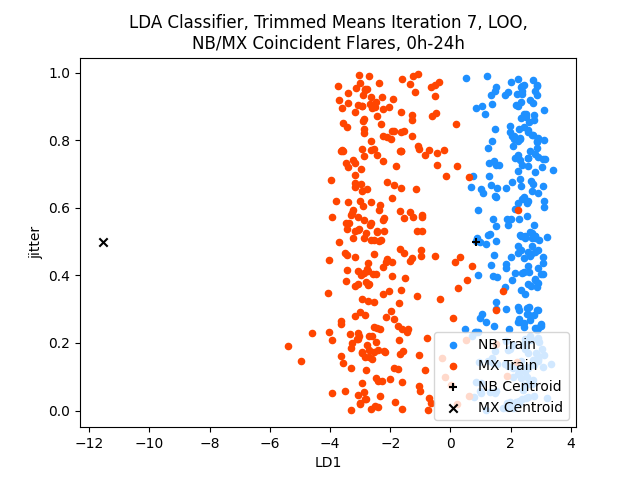 LDA Classifier, Trimmed Means Iteration 7, LOO,
NB/MX Coincident Flares, 0h-24h
1.0
0.8
0.6
0.4
0.2
0.0
jitter
−12 −10 −8 −6 −4 −2 0 2 4
LD1
NB Train
MX Train
NB Centroid
MX Centroid